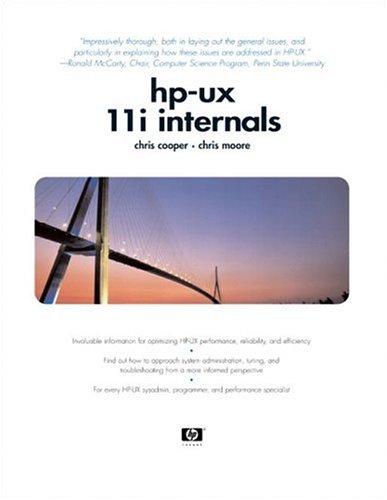 "Impressively thorough, both in laying out the general issues, and
particularly in explaining how these issues are addressed in HP-UX."
—Ronald McCarty, Chair, Computer Science Program, Penn State University
hp-ux
11i internals
chris cooper • chris moore
Invaluable information for optimizing HP-UX performance, reliability, and efficiency
•
Find out how to approach system administration, tuning, and
troubleshooting from a more informed perspective
•
For every HP-UX sysadmin, programmer, and performance specialist
hp
invent